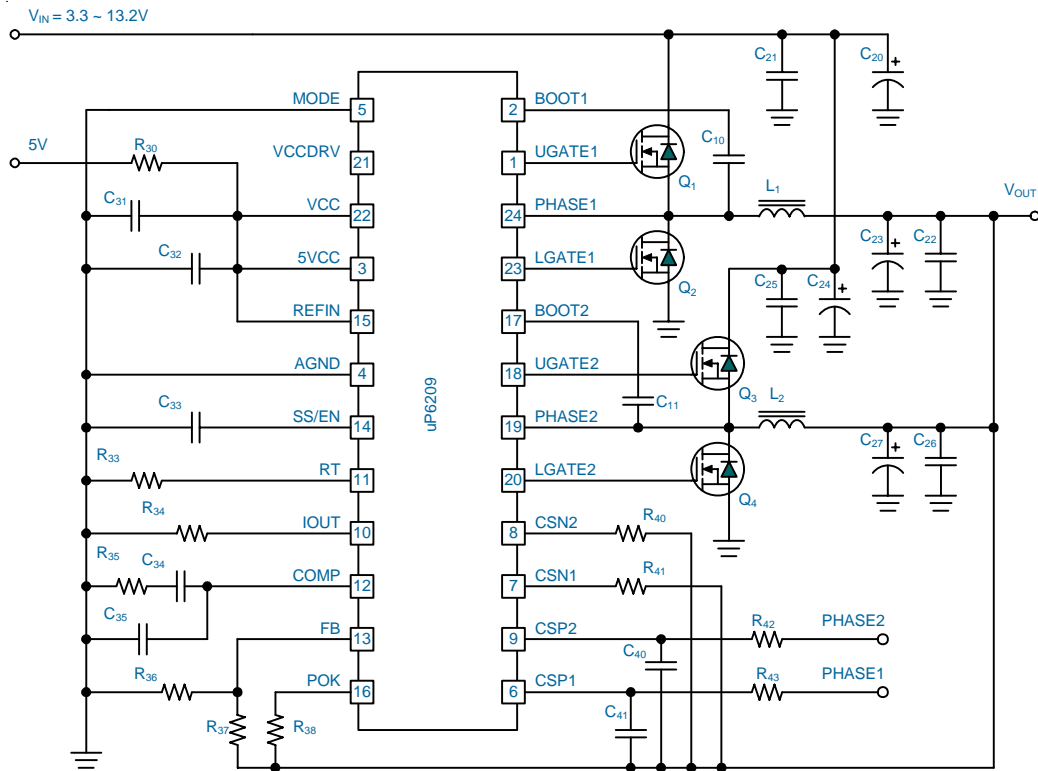 V_IN = 3.3 ~ 13.2V
C21
C20
MODE
5
2
BOOT1
5V
R30
VCCDRV
21
1
UGATE1
C10
Q1
C31
VCC
22
24
PHASE1
L1
VOUT
C32
5VCC
3
23
LGATE1
Q2
C23
C22
REFIN
15
17
BOOT2
C25
C24
AGND
4
18
UGATE2
Q3
uP6209
C11
C33
SS/EN
14
19
PHASE2
L2
C27
C26
R33
RT
11
20
LGATE2
Q4
R34
IOUT
10
8
CSN2
R40
R35
C34
COMP
12
7
CSN1
R41
C35
FB
13
9
CSP2
C40
R42
PHASE2
R36
POK
16
6
CSP1
C41
R43
PHASE1
R37
R38